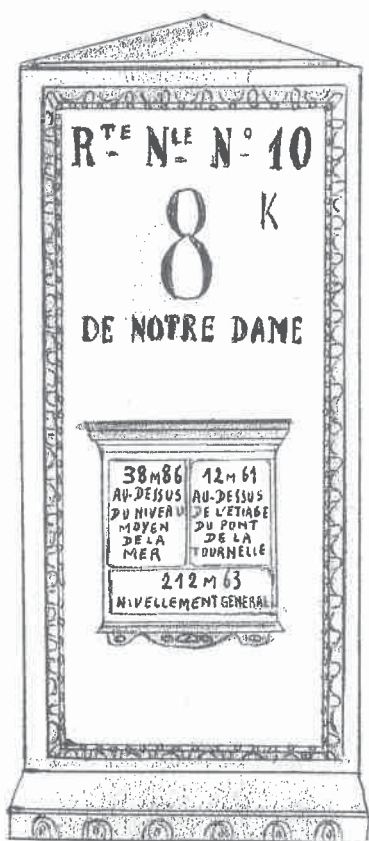 RTE NLE No 10
8 K
DE NOTRE DAME
38M86
AU-DESSUS
DU NIVEAU
MOYEN
DE LA
MER
12M61
AU-DESSUS
DE L'ETIAGE
DU PONT
DE LA
TOURNELLE
212M63
NIVELLEMENT GENERAL